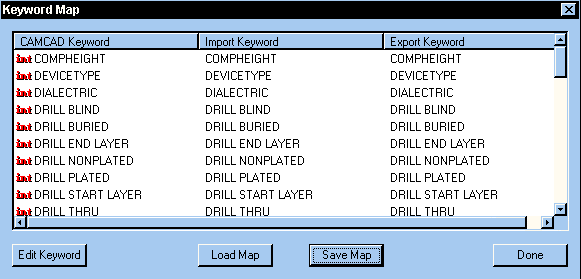 Keyword Map
CAMCAD Keyword Import Keyword Export Keyword
int COMPHEIGHT COMPHEIGHT COMPHEIGHT
int DEVICETYPE DEVICETYPE DEVICETYPE
int DIALECTRIC DIALECTRIC DIALECTRIC
int DRILL BLIND DRILL BLIND DRILL BLIND
int DRILL BURIED DRILL BURIED DRILL BURIED
int DRILL END LAYER DRILL END LAYER DRILL END LAYER
int DRILL NONPLATED DRILL NONPLATED DRILL NONPLATED
int DRILL PLATED DRILL PLATED DRILL PLATED
int DRILL START LAYER DRILL START LAYER DRILL START LAYER
int DRILL THRU DRILL THRU DRILL THRU
Edit Keyword Load Map Save Map Done